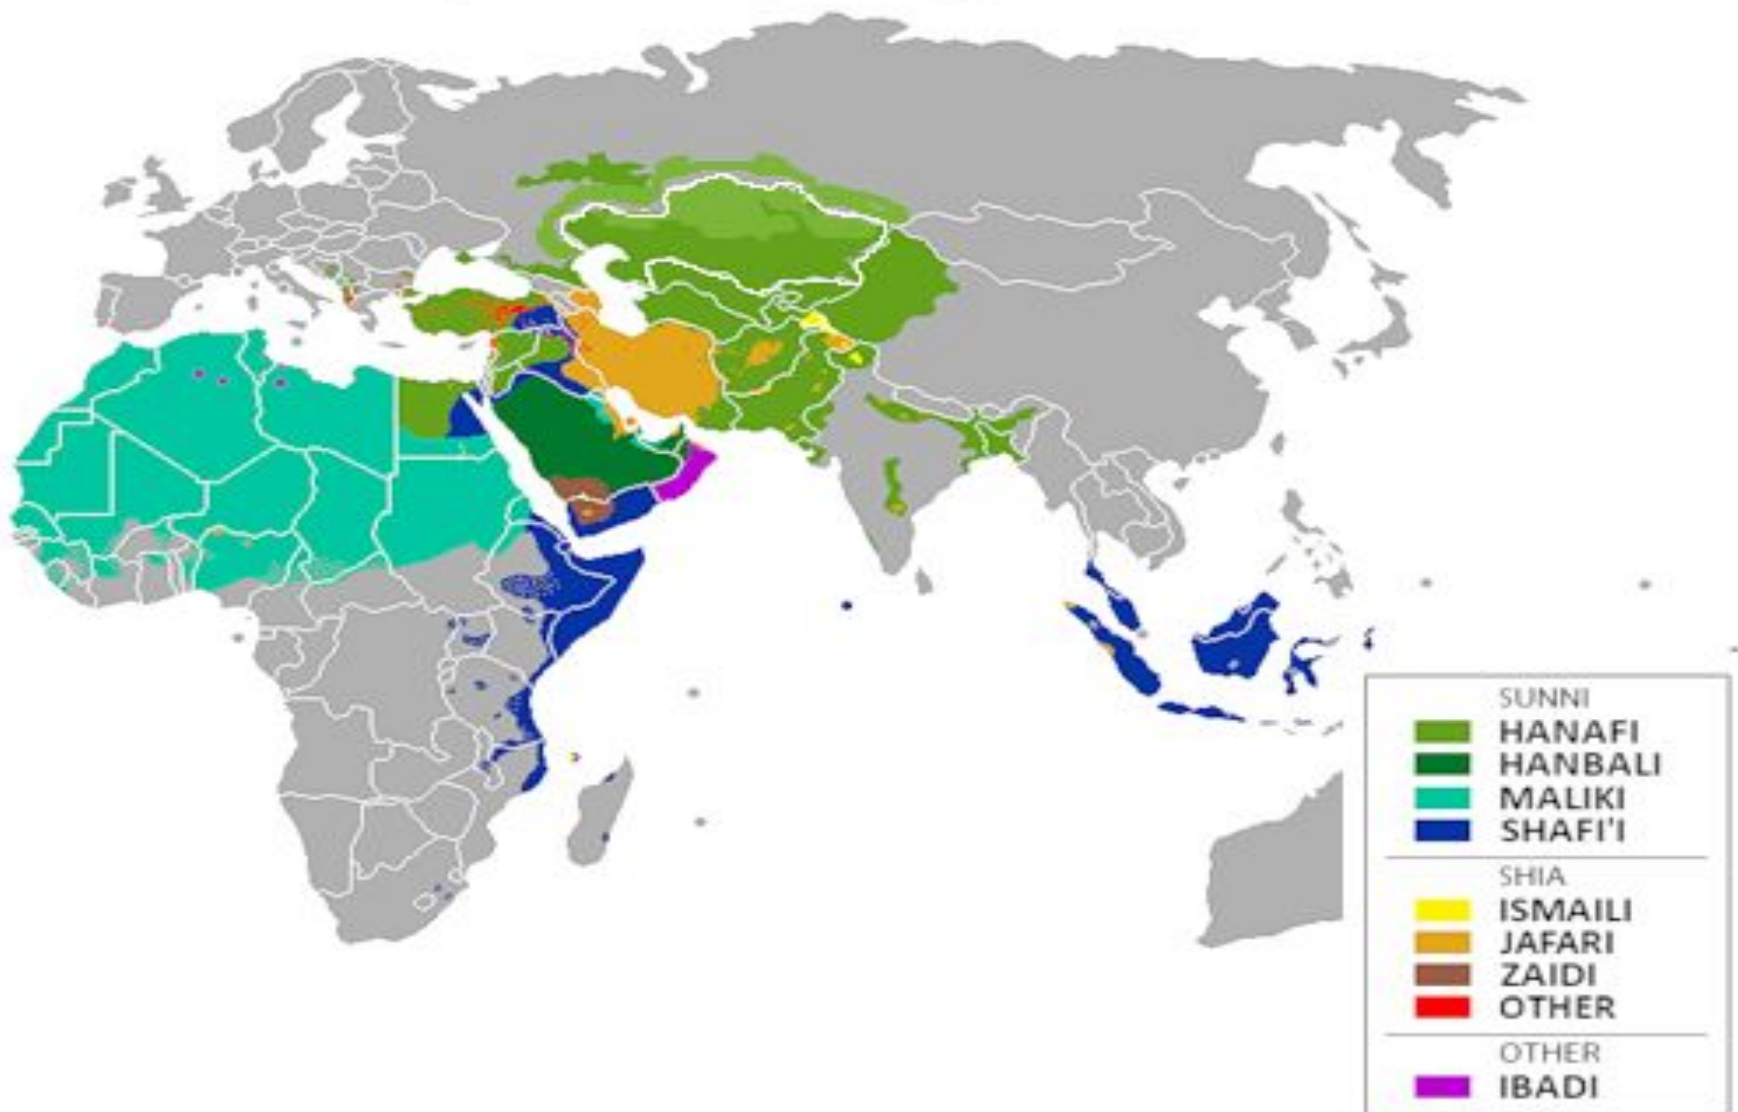 SUNNI
HANAFI
HANBALI
MALIKI
SHAFI'I
SHIA
ISMAILI
JAFARI
ZAIDI
OTHER
OTHER
IBADI